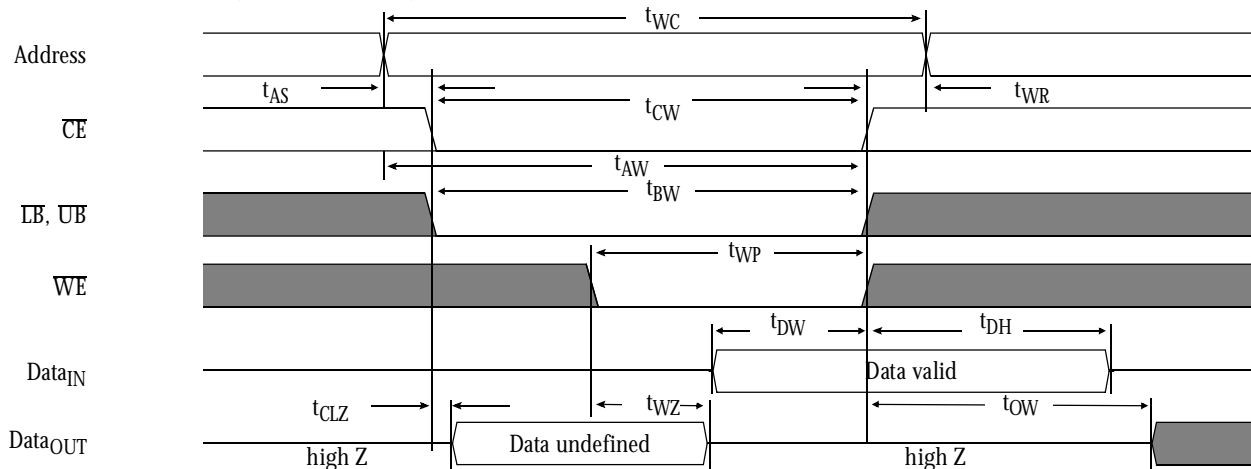 tWC
Address
tAS
tCW
tWR
CE
tAW
tBW
LB, UB
tWP
WE
tDW
tDH
DataIN
Data valid
tCLZ
tWZ
tOW
DataOUT
Data undefined
high Z
high Z